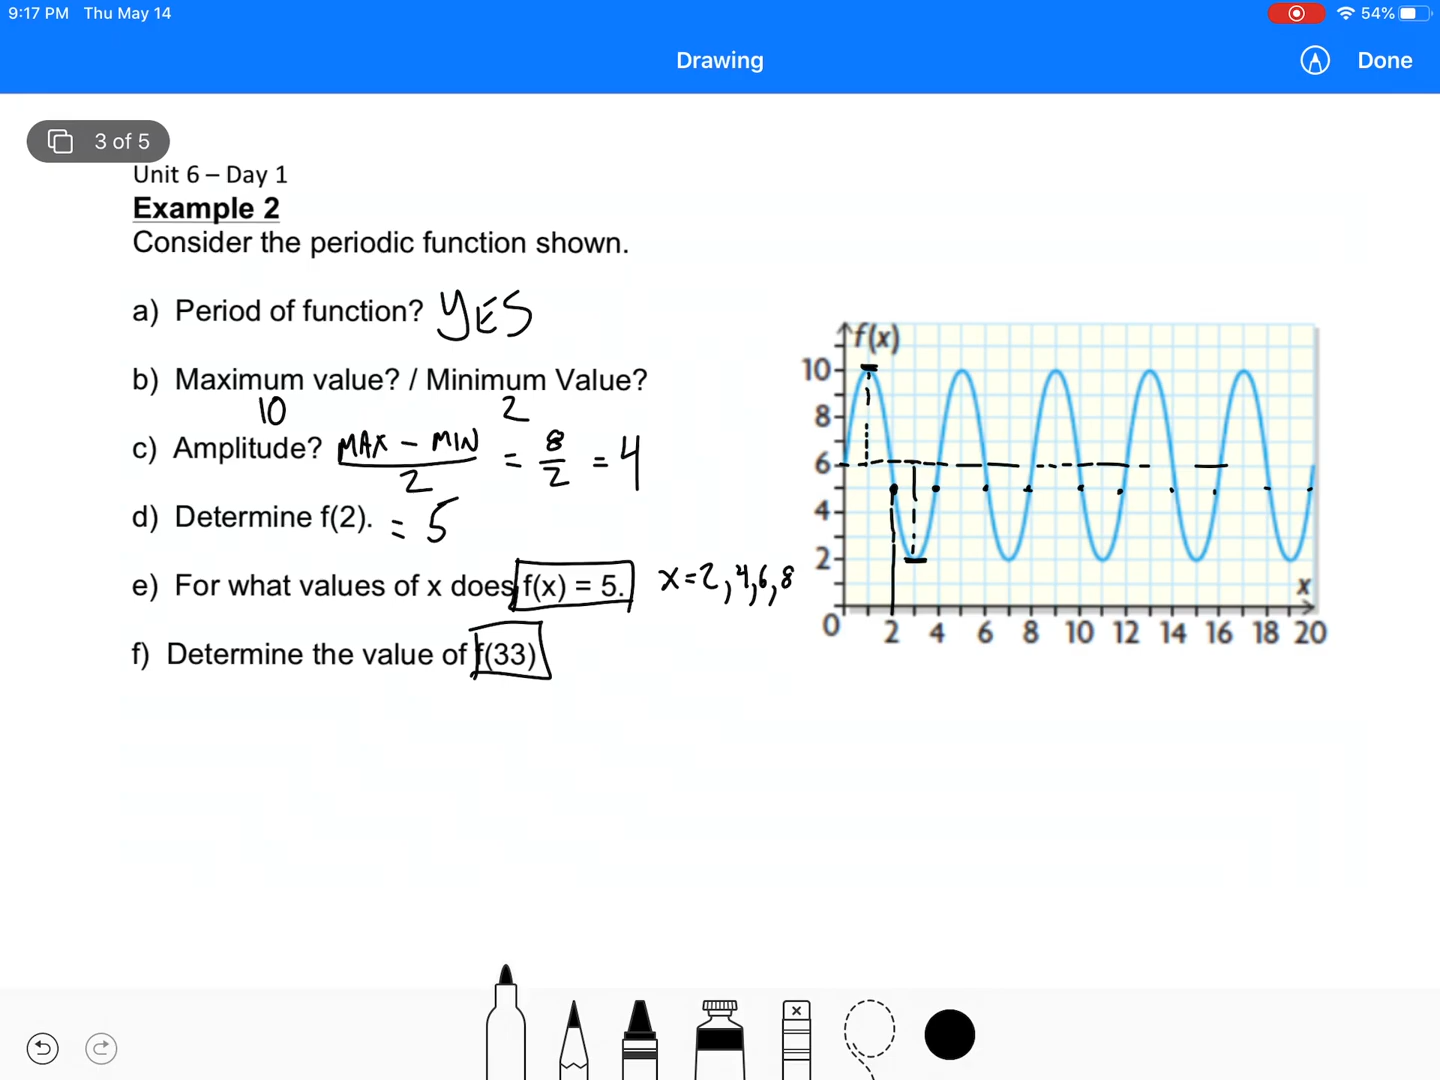 9:17 PM Thu May 14
54%
Drawing
Done
3 of 5
Unit 6 – Day 1
Example 2
Consider the periodic function shown.
a) Period of function? YES
b) Maximum value? / Minimum Value?
10 2
c) Amplitude? MAX - MIN / 2 = 8/2 = 4
d) Determine f(2). = 5
e) For what values of x does f(x) = 5. x=2,4,6,8
f) Determine the value of f(33)
f(x)
10
8
6
4
2
x
0 2 4 6 8 10 12 14 16 18 20